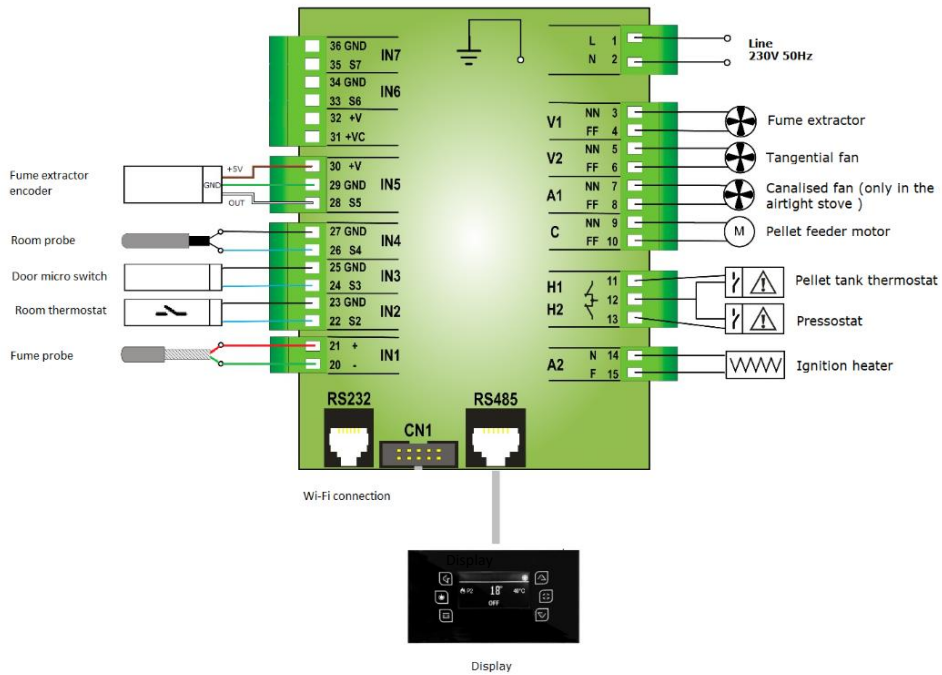 Fume extractor
encoder
+5V
GND
OUT
Room probe
Door micro switch
Room thermostat
Fume probe
36 GND
35 S7
IN7
34 GND
33 S6
IN6
32 +V
31 +VC
30 +V
29 GND
28 S5
IN5
27 GND
26 S4
IN4
25 GND
24 S3
IN3
23 GND
22 S2
IN2
21 +
20 -
IN1
L 1
N 2
Line
230V 50Hz
V1
NN 3
FF 4
Fume extractor
V2
NN 5
FF 6
Tangential fan
A1
NN 7
FF 8
Canalised fan (only in the
airtight stove )
C
NN 9
FF 10
M
Pellet feeder motor
H1
H2
11
12
13
Pellet tank thermostat
Pressostat
A2
N 14
F 15
Ignition heater
RS232
CN1
RS485
Wi-Fi connection
Display
P2
18°
48°C
OFF
Display